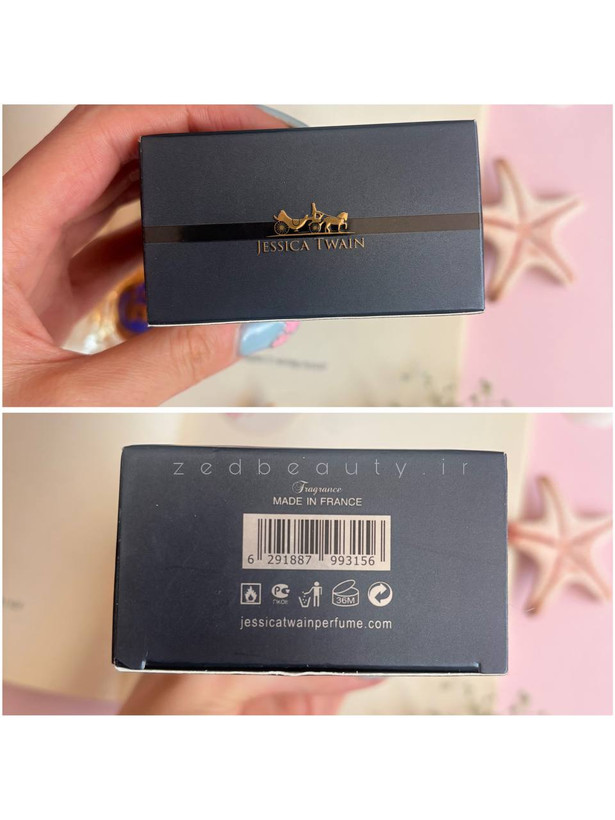 JESSICA TWAIN
zedbeauty.ir
Fragrance
MADE IN FRANCE
6 291887 993156
36M
jessicatwainperfume.com